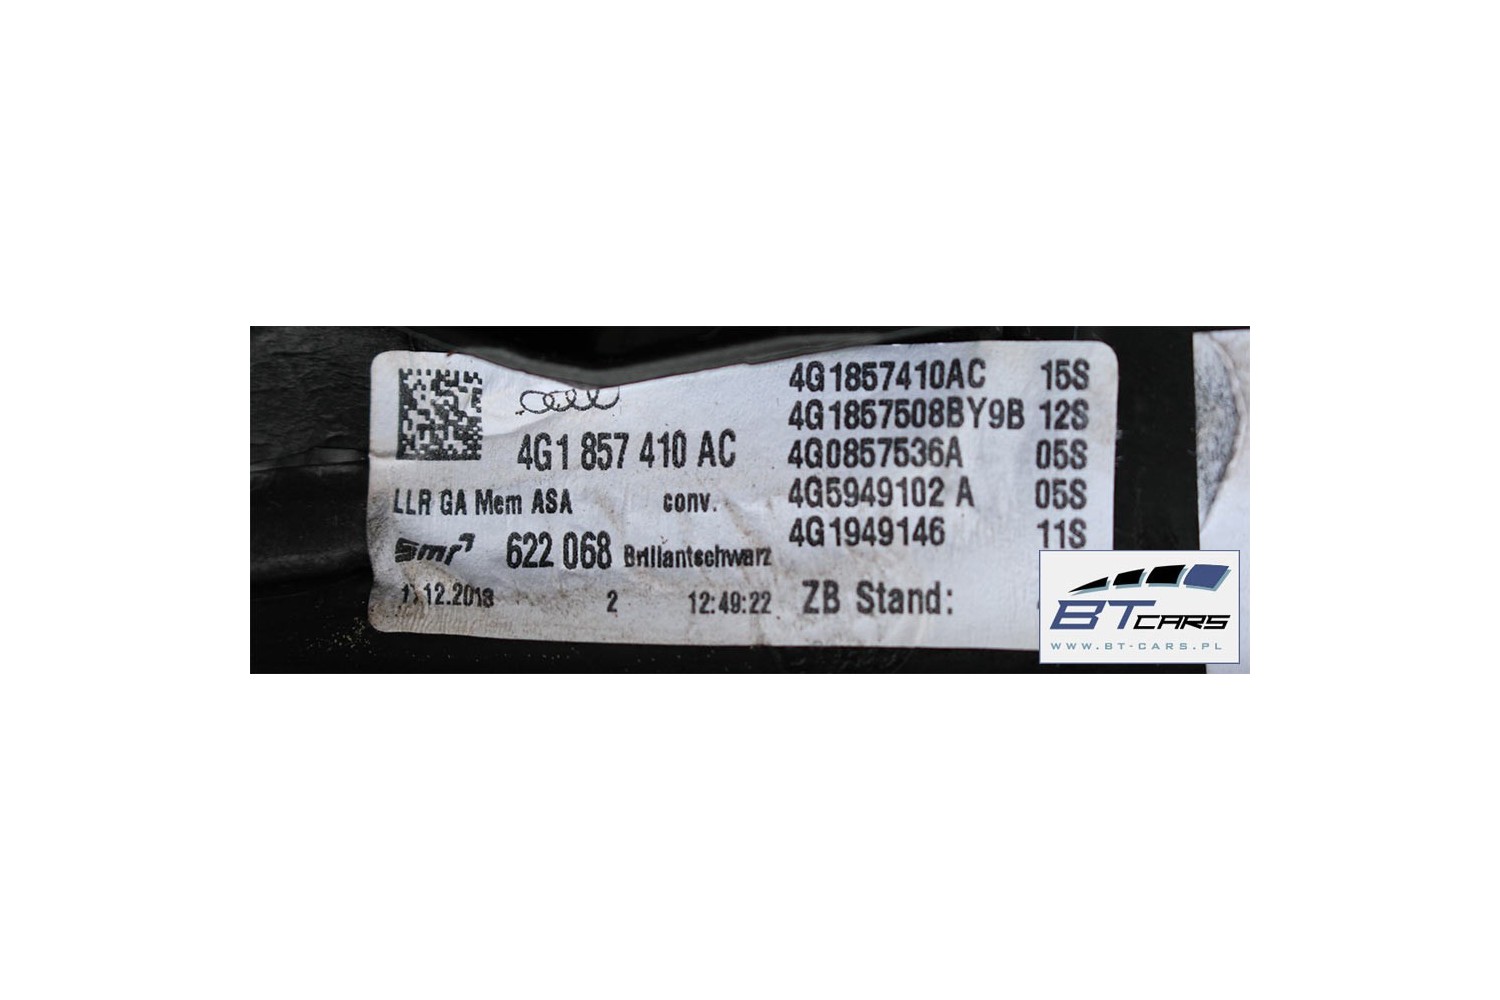 4G1 857 410 AC
LLR GA Mem ASA conv.
smr 622 068 Brillantschwarz
12.2018 2 12:49:22
4G1857410AC 15S
4G1857508BY9B 12S
4G0857536A 05S
4G5949102 A 05S
4G1949146 11S
ZB Stand:
BT CARS
WWW.BT-CARS.PL